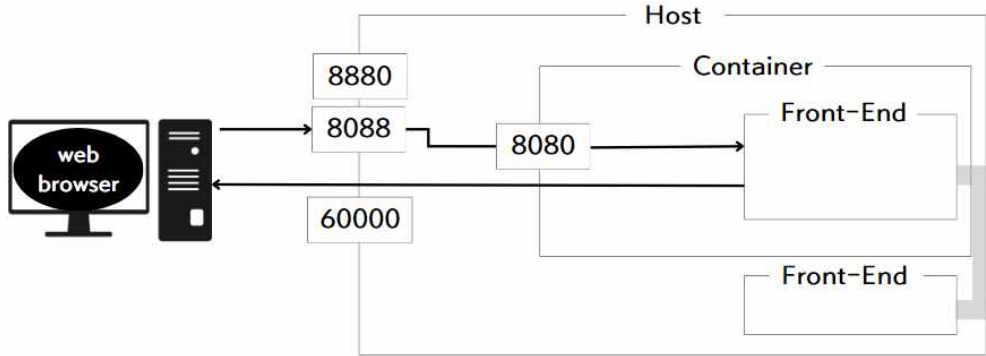 Host
8880
Container
8088
Front-End
8080
web
browser
60000
Front-End